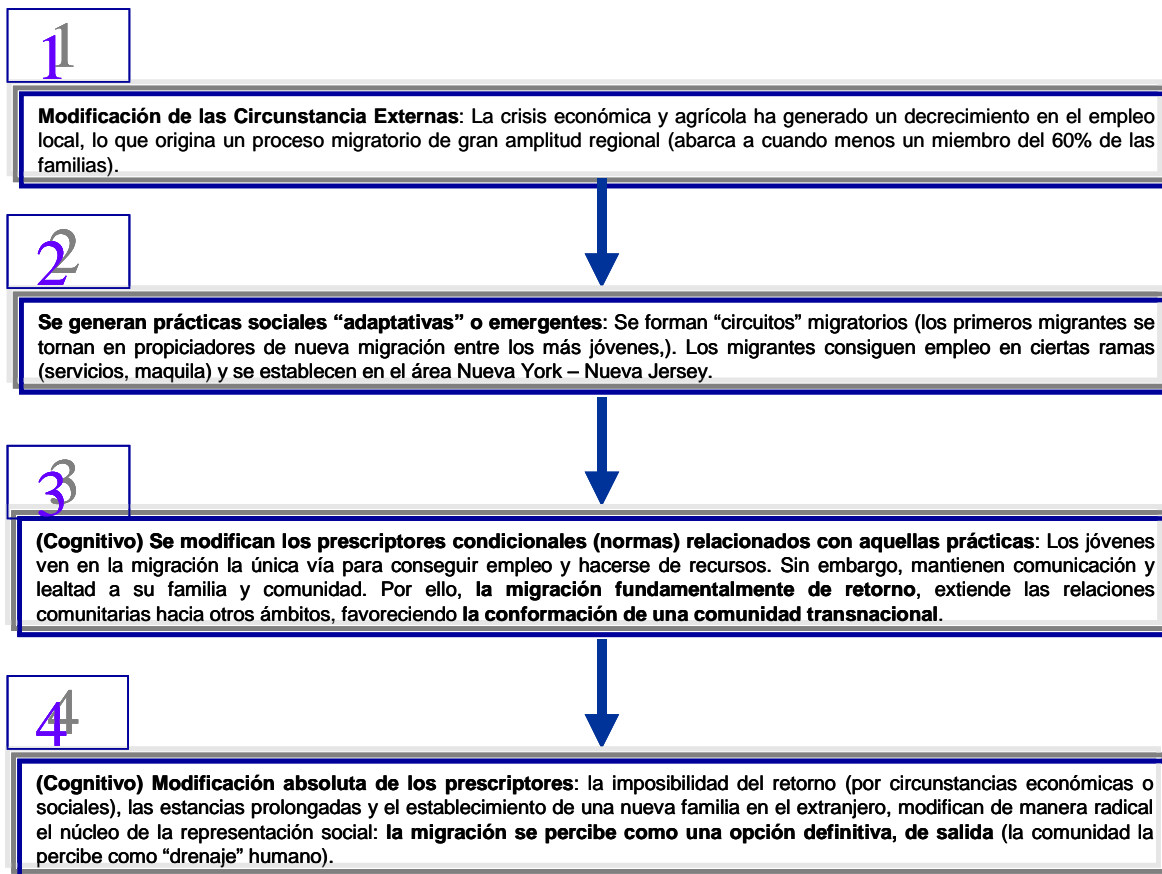 1
Modificación de las Circunstancia Externas: La crisis económica y agrícola ha generado un decrecimiento en el empleo
local, lo que origina un proceso migratorio de gran amplitud regional (abarca a cuando menos un miembro del 60% de las
familias).
2
Se generan prácticas sociales “adaptativas” o emergentes: Se forman “circuitos” migratorios (los primeros migrantes se
tornan en propiciadores de nueva migración entre los más jóvenes,). Los migrantes consiguen empleo en ciertas ramas
(servicios, maquila) y se establecen en el área Nueva York – Nueva Jersey.
3
(Cognitivo) Se modifican los prescriptores condicionales (normas) relacionados con aquellas prácticas: Los jóvenes
ven en la migración la única vía para conseguir empleo y hacerse de recursos. Sin embargo, mantienen comunicación y
lealtad a su familia y comunidad. Por ello, la migración fundamentalmente de retorno, extiende las relaciones
comunitarias hacia otros ámbitos, favoreciendo la conformación de una comunidad transnacional.
4
(Cognitivo) Modificación absoluta de los prescriptores: la imposibilidad del retorno (por circunstancias económicas o
sociales), las estancias prolongadas y el establecimiento de una nueva familia en el extranjero, modifican de manera radical
el núcleo de la representación social: la migración se percibe como una opción definitiva, de salida (la comunidad la
percibe como “drenaje” humano).